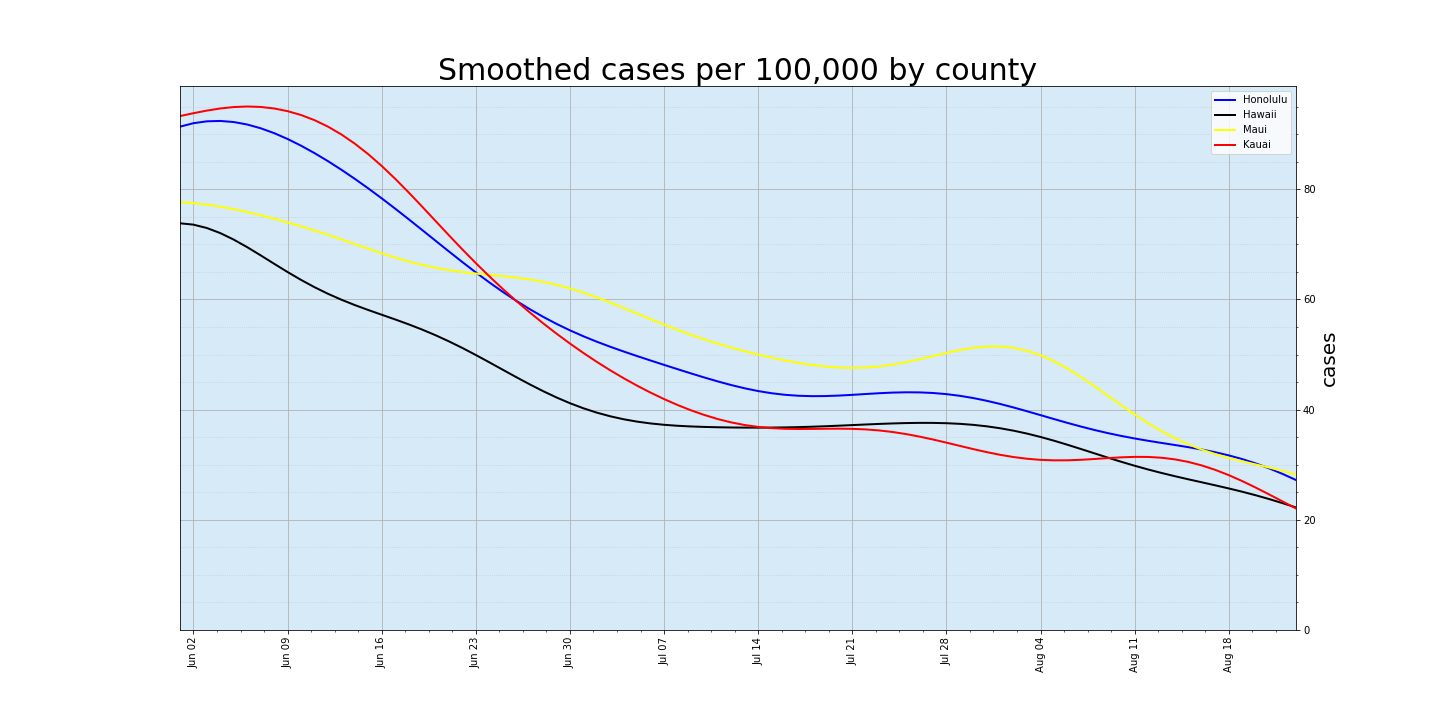 Smoothed cases per 100,000 by county
Honolulu
Hawaii
Maui
Kauai
80
60
40
20
0
cases
Jun 02
Jun 09
Jun 16
Jun 23
Jun 30
Jul 07
Jul 14
Jul 21
Jul 28
Aug 04
Aug 11
Aug 18